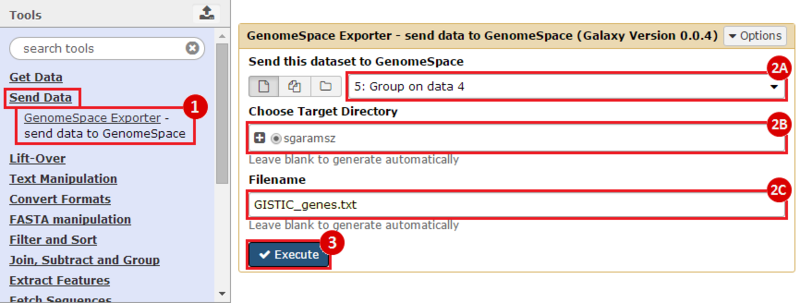 Tools
search tools
Get Data
Send Data
1
GenomeSpace Exporter -
send data to GenomeSpace
Lift-Over
Text Manipulation
Convert Formats
FASTA manipulation
Filter and Sort
Join, Subtract and Group
Extract Features
Fetch Sequences
GenomeSpace Exporter - send data to GenomeSpace (Galaxy Version 0.0.4)
Options
Send this dataset to GenomeSpace
2A
5: Group on data 4
Choose Target Directory
2B
sgaramsz
Leave blank to generate automatically
Filename
2C
GISTIC_genes.txt
Leave blank to generate automatically
3
Execute